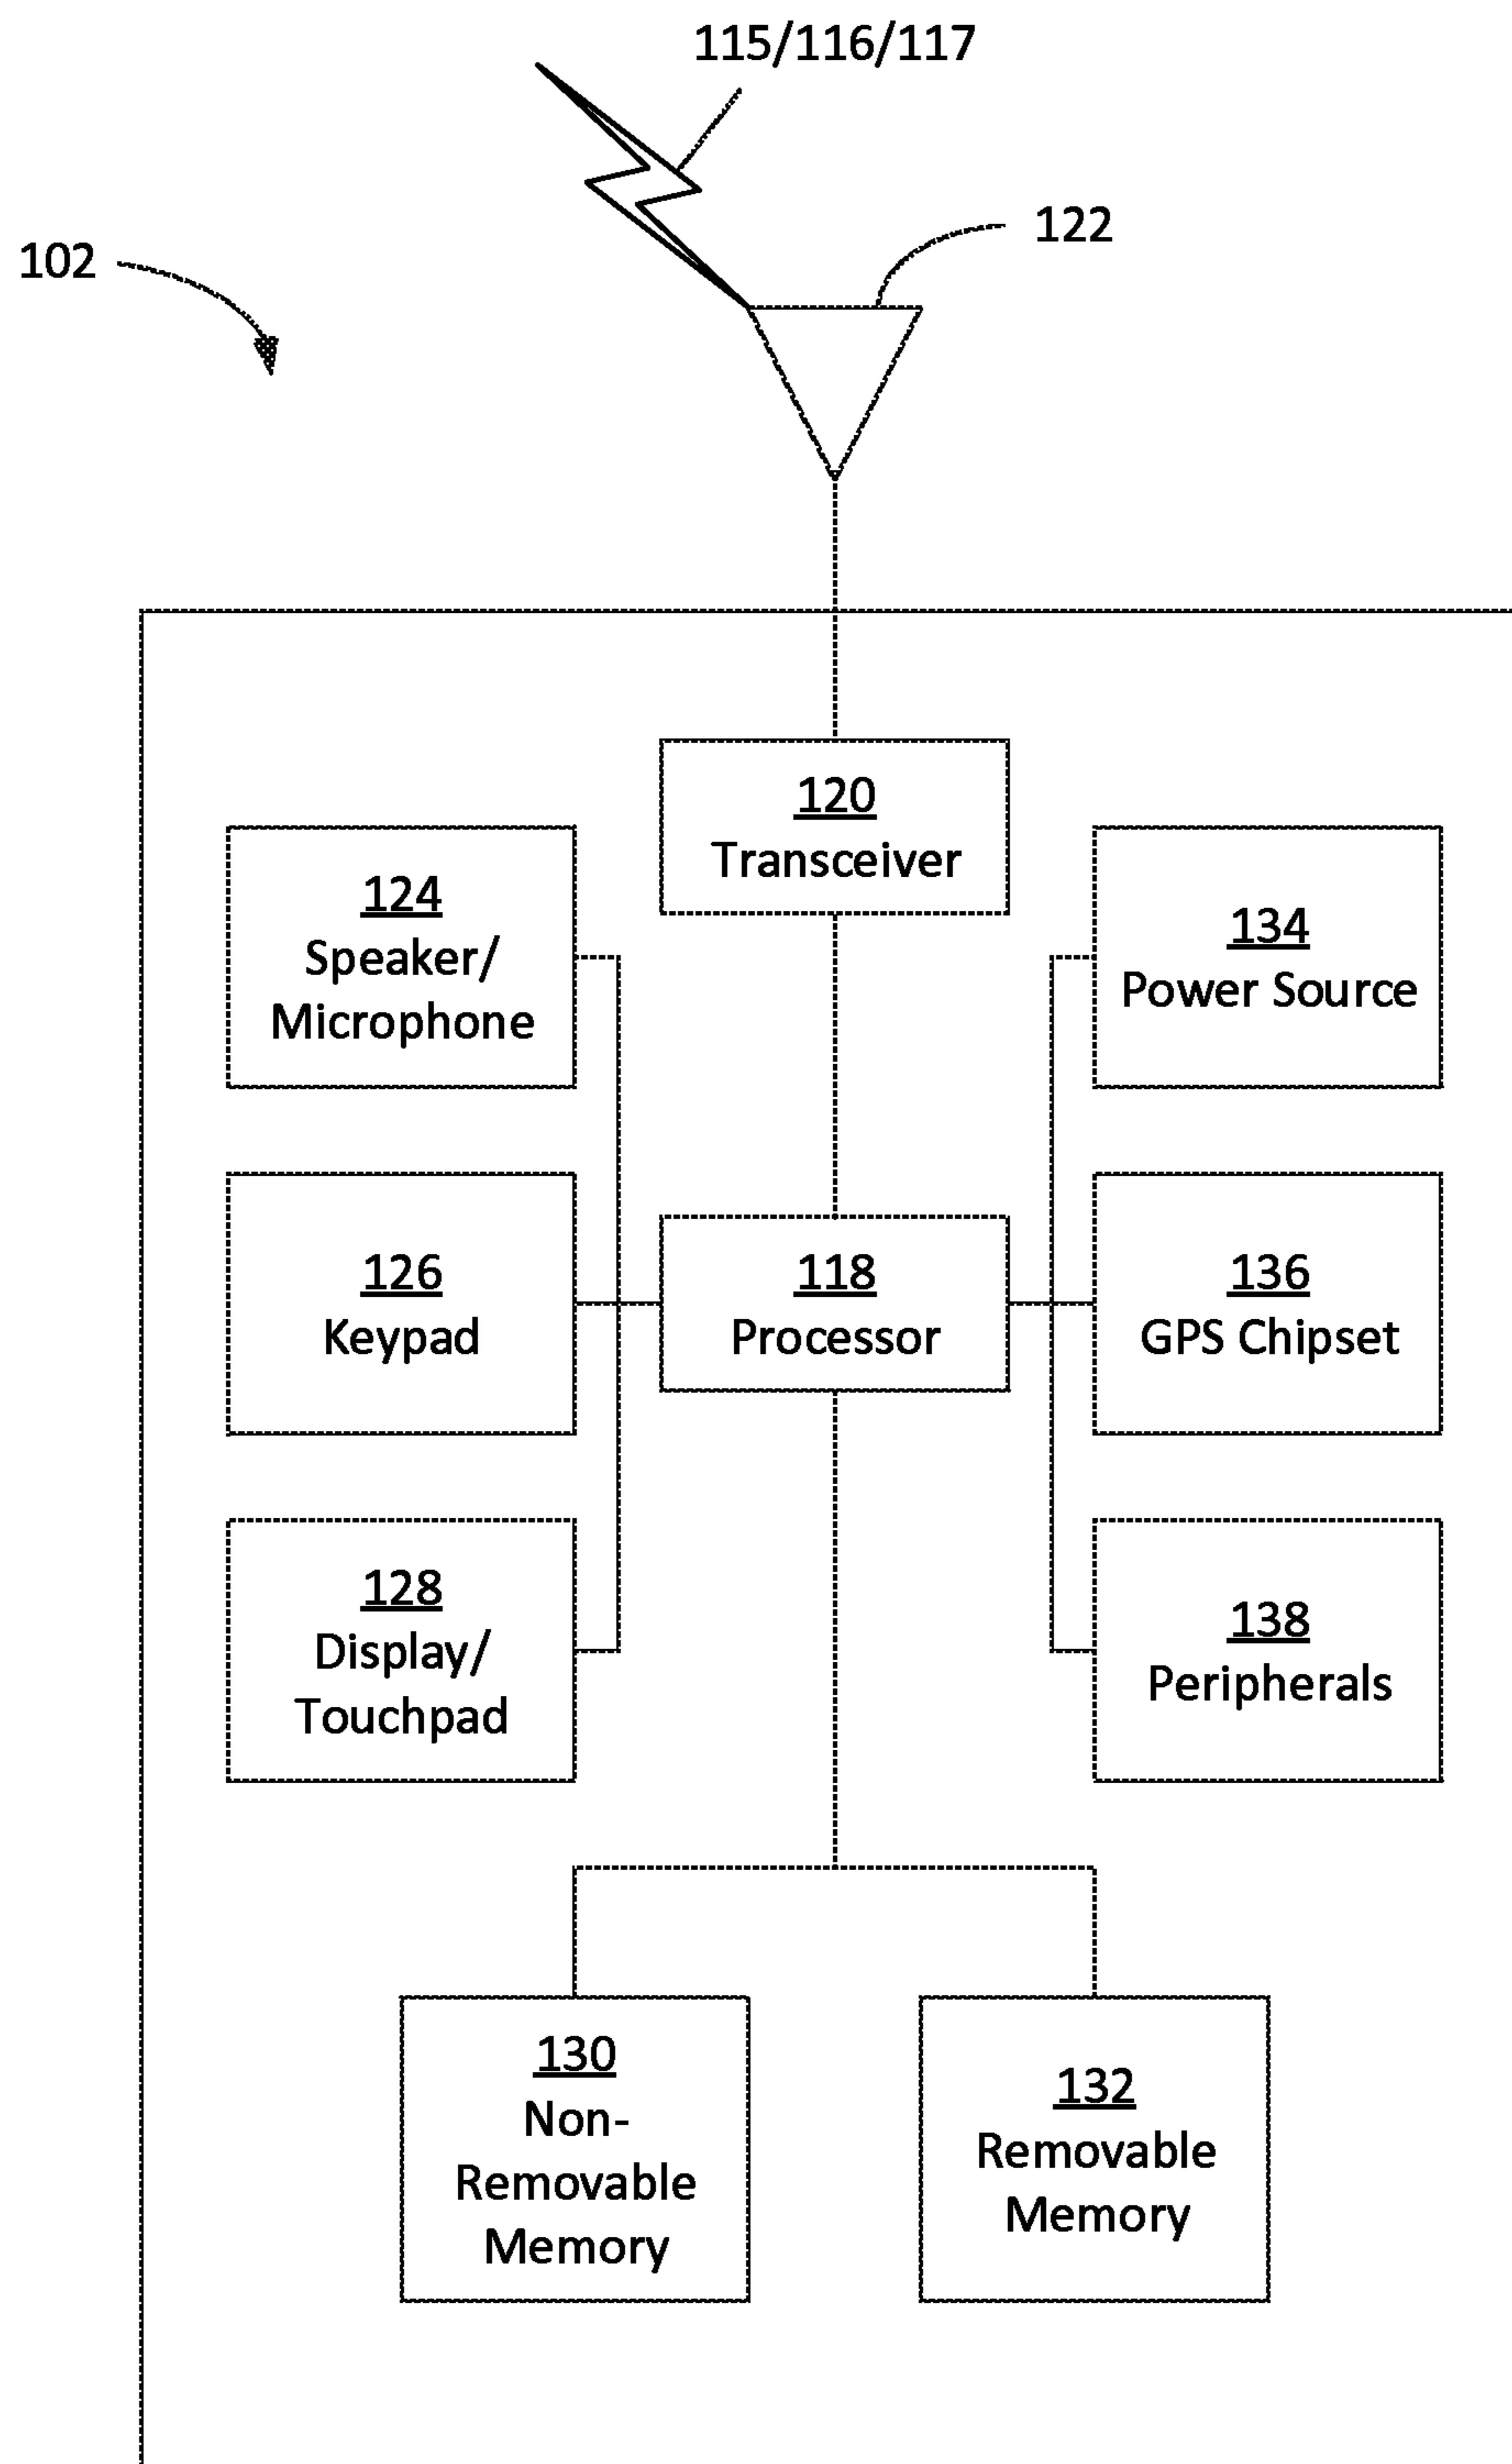 115/116/117
122
102
120
Transceiver
124
Speaker/
Microphone
134
Power Source
126
Keypad
118
Processor
136
GPS Chipset
128
Display/
Touchpad
138
Peripherals
130
Non-
Removable
Memory
132
Removable
Memory